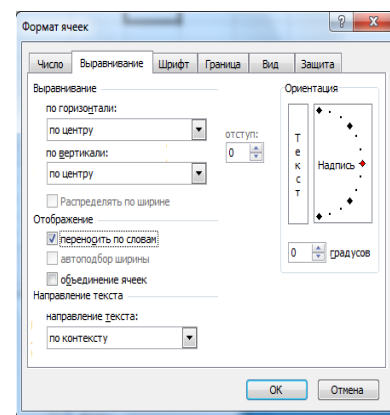 Формат ячеек
Число Выравнивание Шрифт Граница Вид Защита
Выравнивание
по горизонтали:
по центру
отступ:
0
по вертикали:
по центру
Распределять по ширине
Отображение
переносить по словам
автоподбор ширины
объединение ячеек
Направление текста
направление текста:
по контексту
Ориентация
Текст
Надпись
0 градусов
ОК Отмена